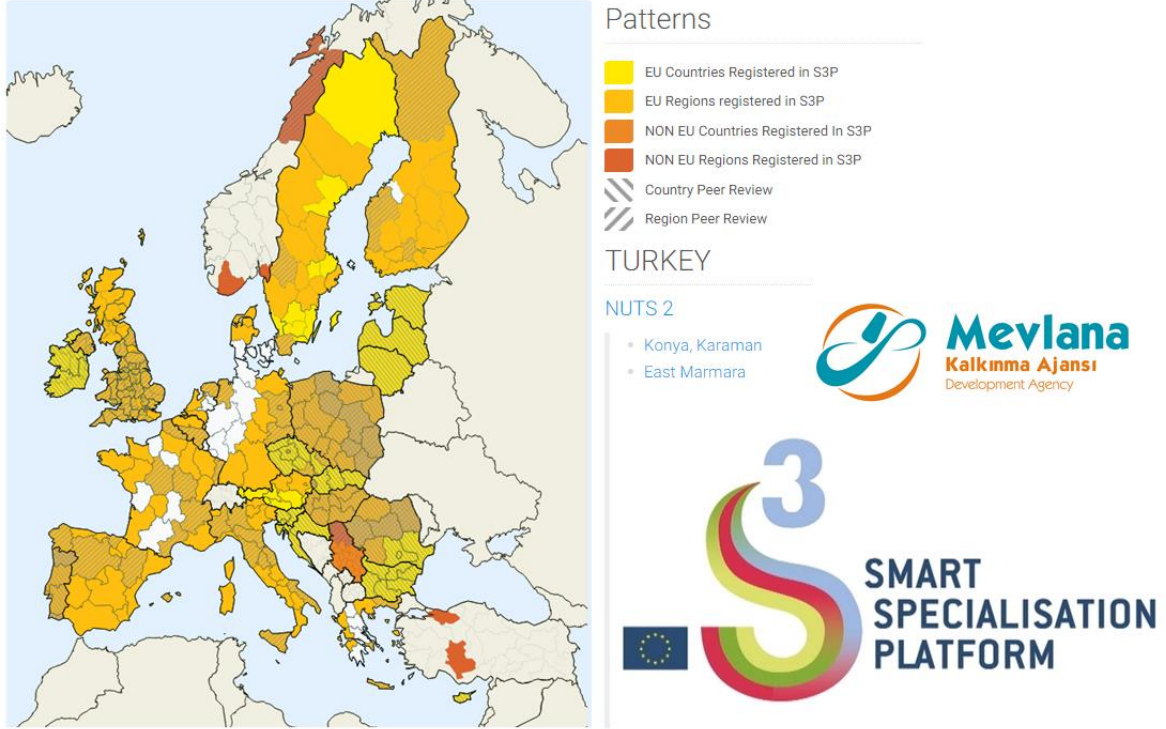 Patterns
EU Countries Registered in S3P
EU Regions registered in S3P
NON EU Countries Registered In S3P
NON EU Regions Registered in S3P
Country Peer Review
Region Peer Review
TURKEY
NUTS 2
Konya, Karaman
East Marmara
Mevlana
Kalkınma Ajansı
Development Agency
S3
SMART
SPECIALISATION
PLATFORM